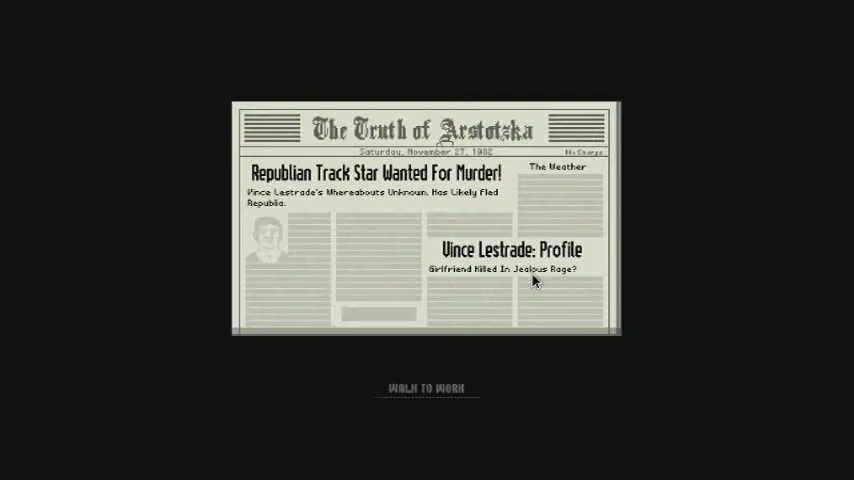 The Truth of Arstotzka
Saturday, November 27, 1982
No Charge
Republian Track Star Wanted For Murder!
Vince Lestrade's Whereabouts Unknown. Has Likely Fled
Republia.
The Weather
Vince Lestrade: Profile
Girlfriend Killed In Jealous Rage?
WALK TO WORK